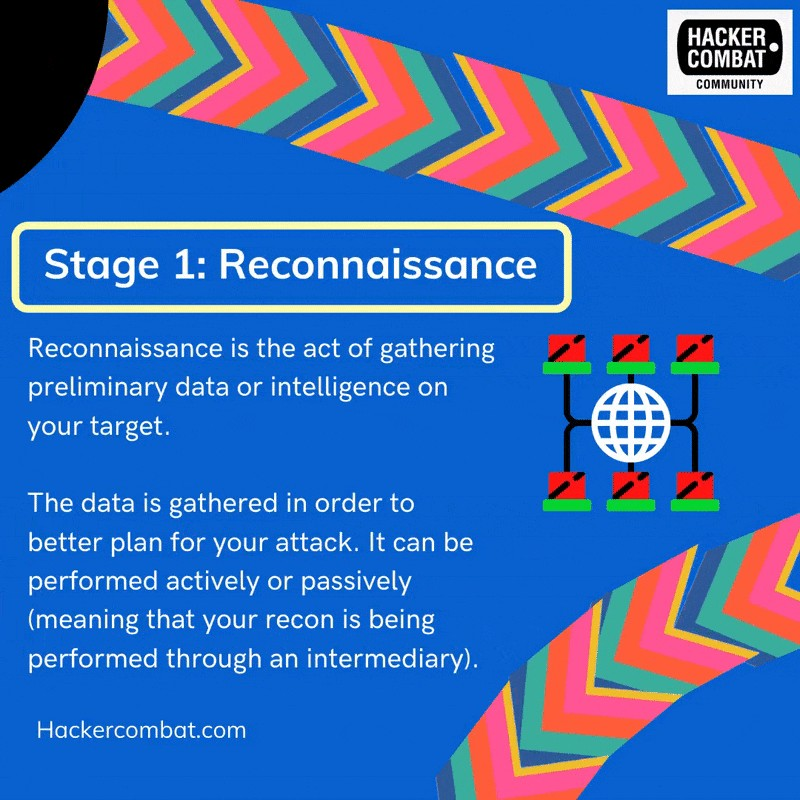 HACKER
COMBAT
COMMUNITY
Stage 1: Reconnaissance
Reconnaissance is the act of gathering
preliminary data or intelligence on
your target.
The data is gathered in order to
better plan for your attack. It can be
performed actively or passively
(meaning that your recon is being
performed through an intermediary).
Hackercombat.com